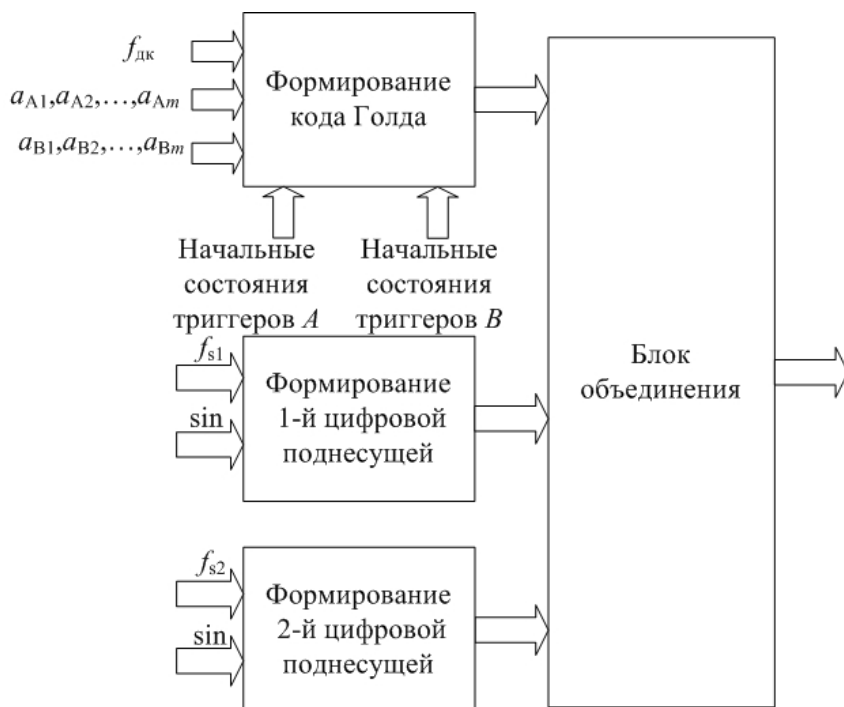 f_дк
Формирование
кода Голда
a_A1,a_A2,…,a_Am
a_B1,a_B2,…,a_Bm
Начальные
состояния
триггеров A
Начальные
состояния
триггеров B
f_s1
sin
Формирование
1-й цифровой
поднесущей
Блок
объединения
f_s2
sin
Формирование
2-й цифровой
поднесущей